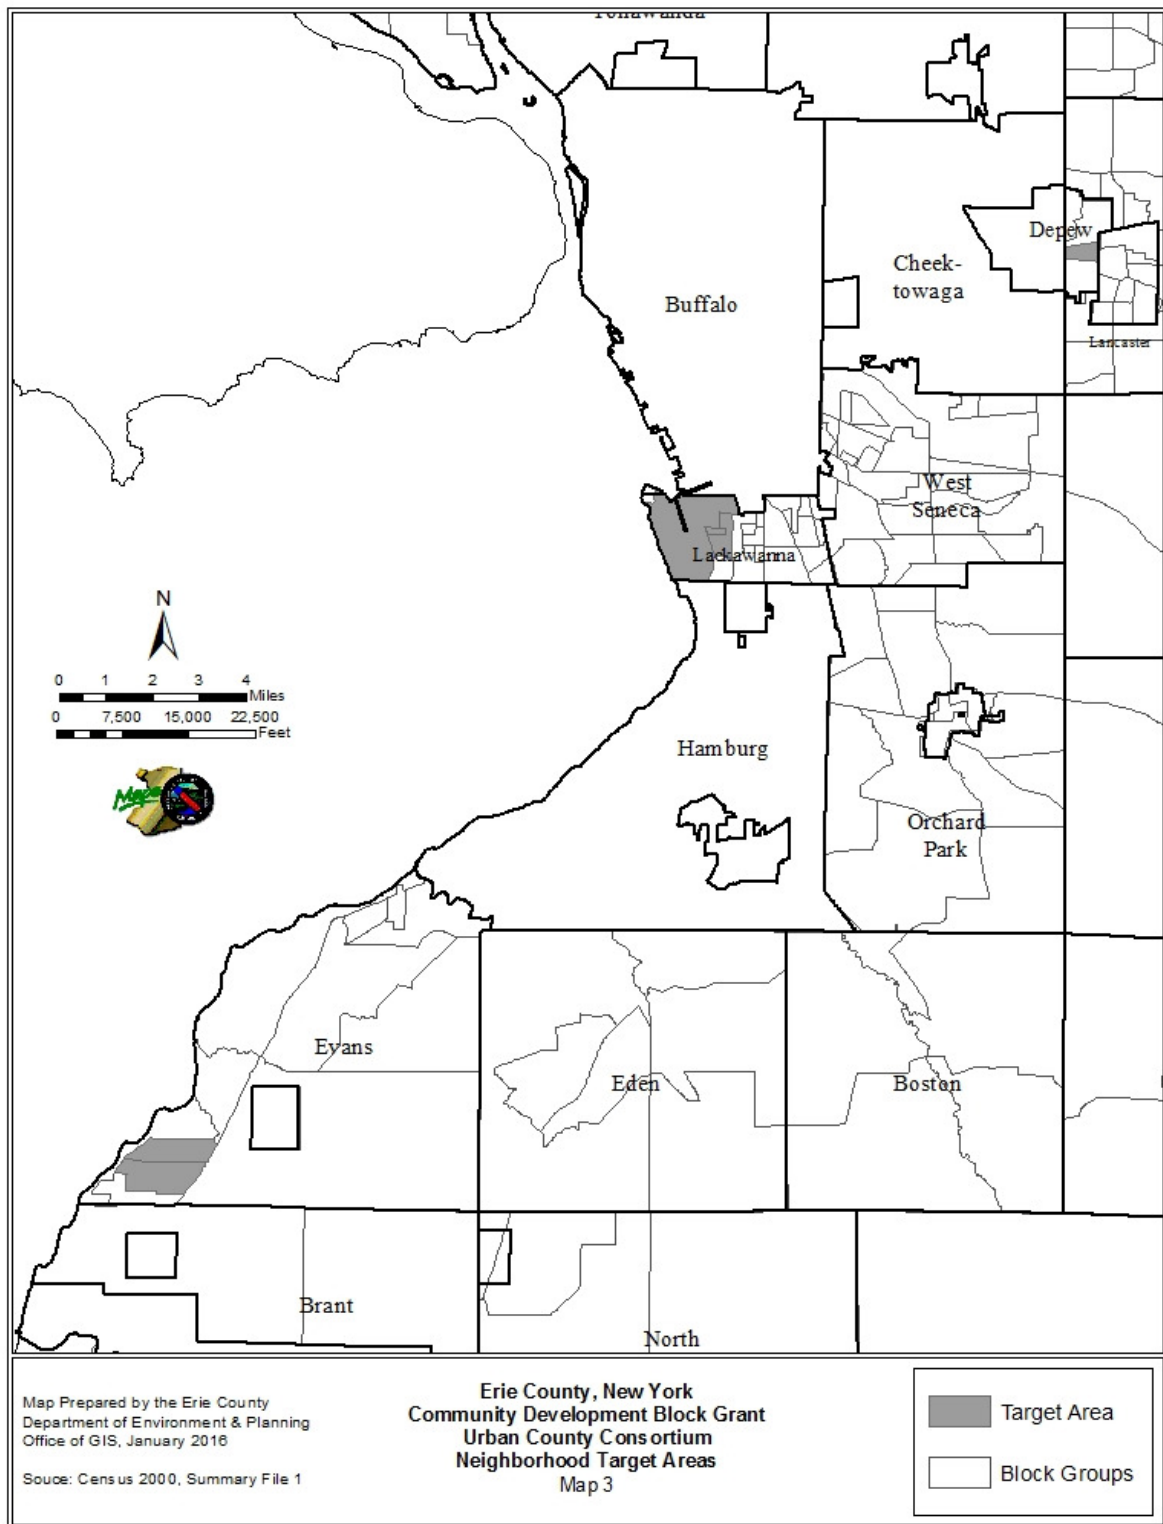 Tonawanda
Depew
Cheek-
towaga
Buffalo
Lancaster
West
Seneca
Lackawanna
N
0 1 2 3 4
Miles
0 7,500 15,000 22,500
Feet
Hamburg
Maps
Orchard
Park
Evans
Eden
Boston
Brant
North
Map Prepared by the Erie County
Department of Environment & Planning
Office of GIS, January 2016
Souce: Census 2000, Summary File 1
Erie County, New York
Community Development Block Grant
Urban County Consortium
Neighborhood Target Areas
Map 3
Target Area
Block Groups